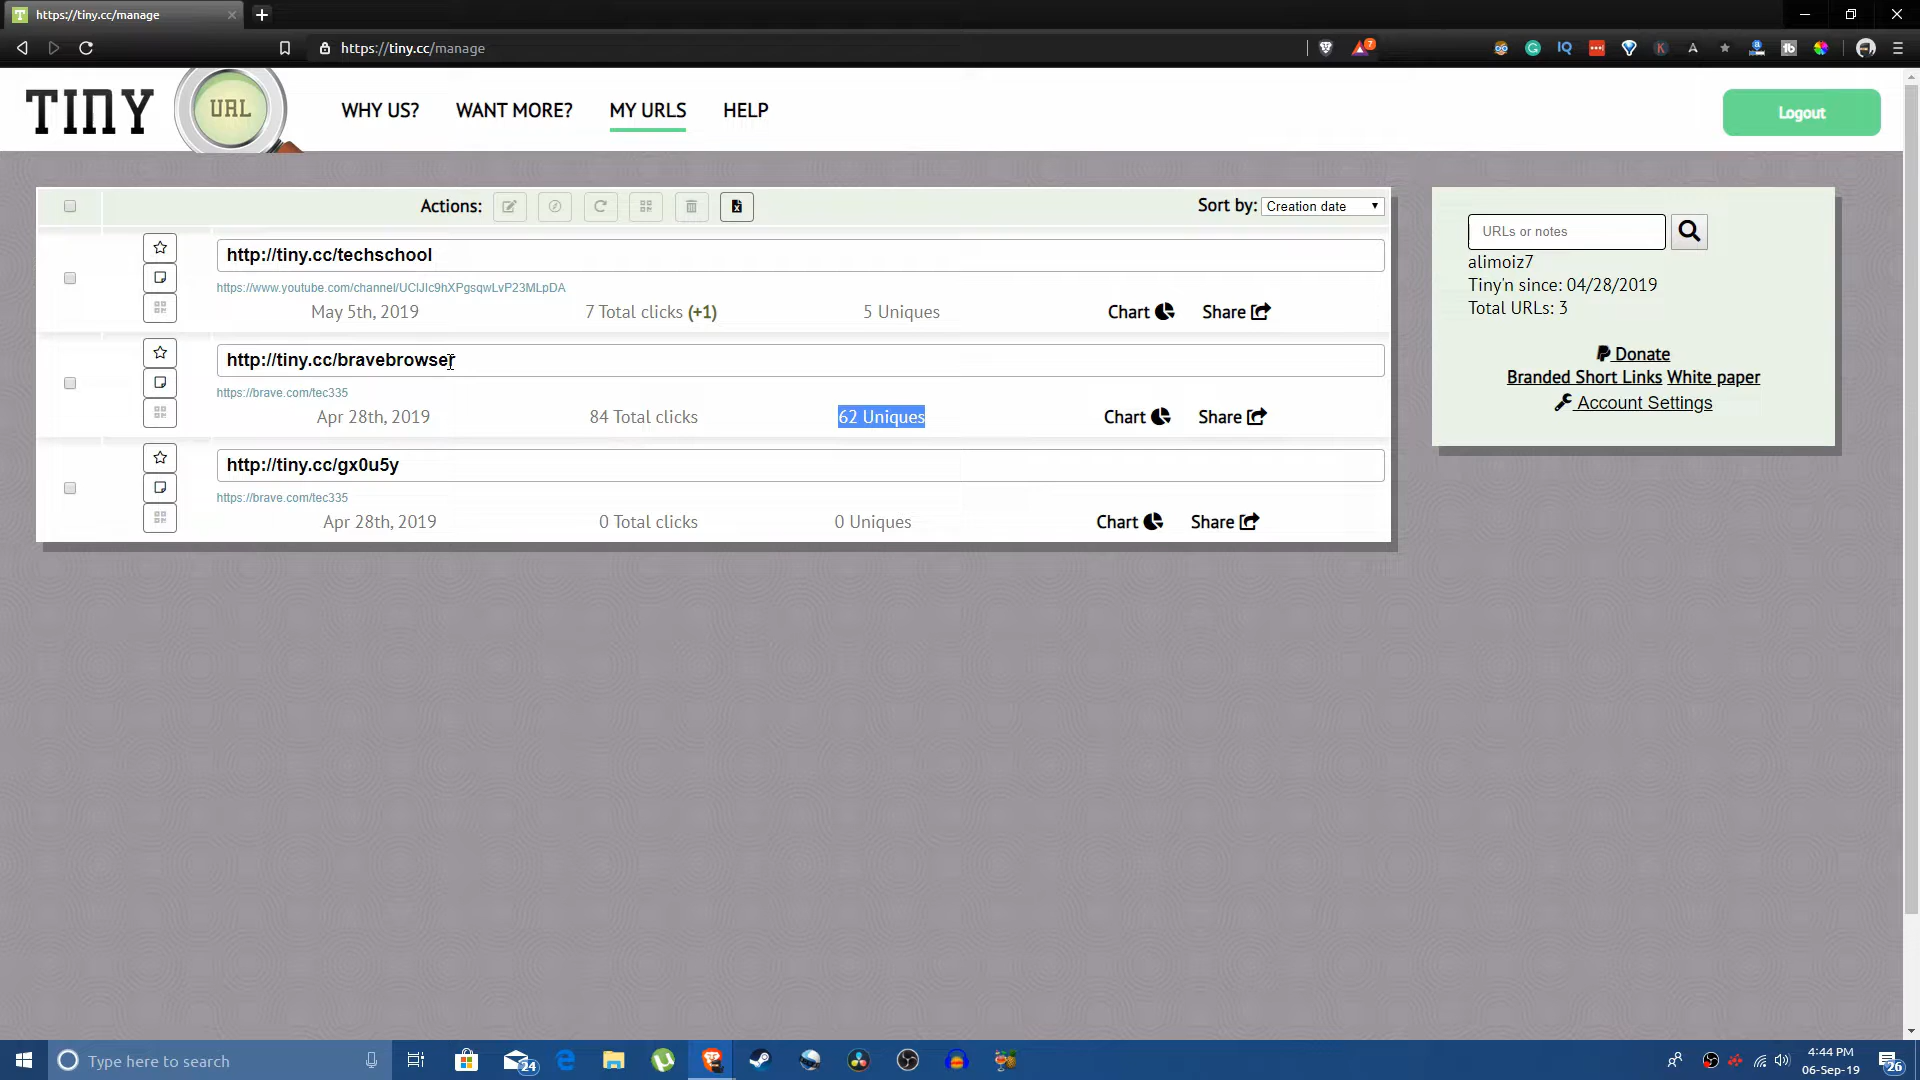 https://tiny.cc/manage
https://tiny.cc/manage
7
TINY URL
WHY US?
WANT MORE?
MY URLS
HELP
Logout
Actions:
Sort by: Creation date
http://tiny.cc/techschool
https://www.youtube.com/channel/UClJlc9hXPgsqwLvP23MLpDA
May 5th, 2019
7 Total clicks (+1)
5 Uniques
Chart
Share
http://tiny.cc/bravebrowser
https://brave.com/tec335
Apr 28th, 2019
84 Total clicks
62 Uniques
Chart
Share
http://tiny.cc/gx0u5y
https://brave.com/tec335
Apr 28th, 2019
0 Total clicks
0 Uniques
Chart
Share
URLs or notes
alimoiz7
Tiny'n since: 04/28/2019
Total URLs: 3
Donate
Branded Short Links White paper
Account Settings
Type here to search
24
4:44 PM
06-Sep-19
26